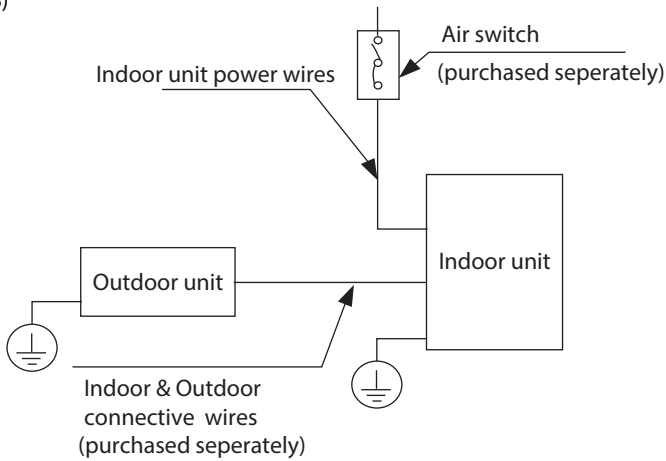 Air switch
(purchased seperately)
Indoor unit power wires
Indoor unit
Outdoor unit
Indoor & Outdoor
connective wires
(purchased seperately)